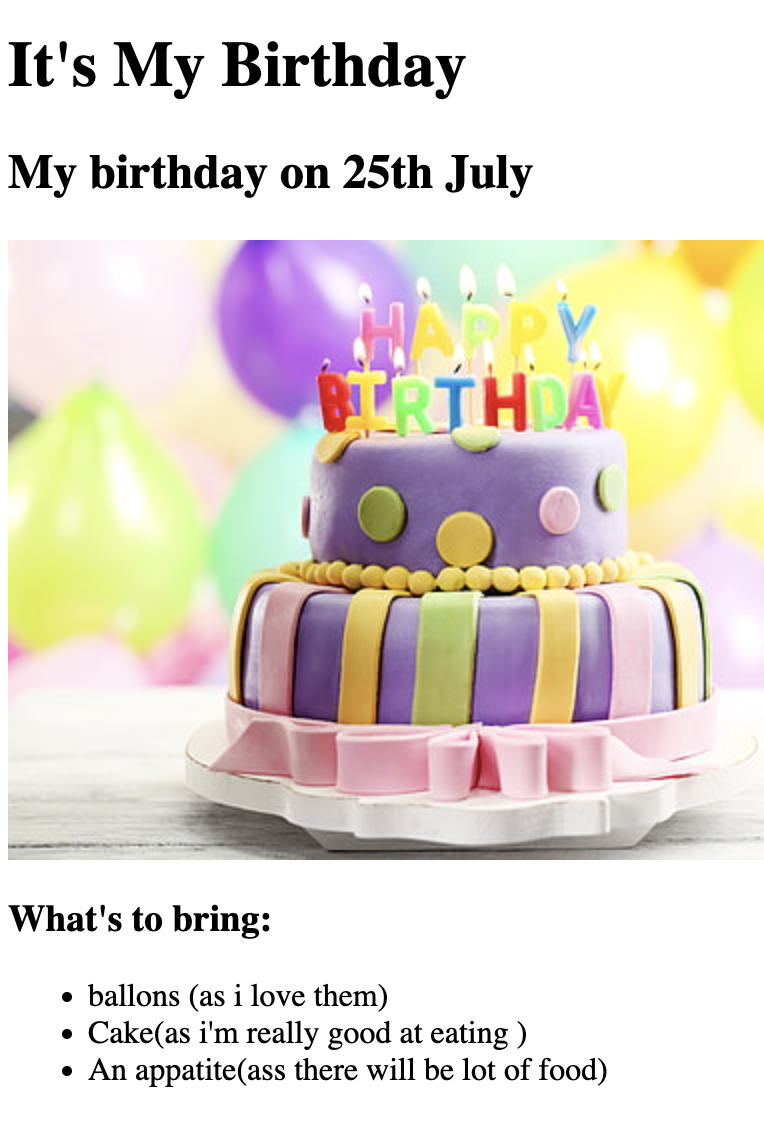 It's My Birthday
My birthday on 25th July
HAPPY
BIRTHDAY
What's to bring:
ballons (as i love them)
Cake(as i'm really good at eating )
An appatite(ass there will be lot of food)